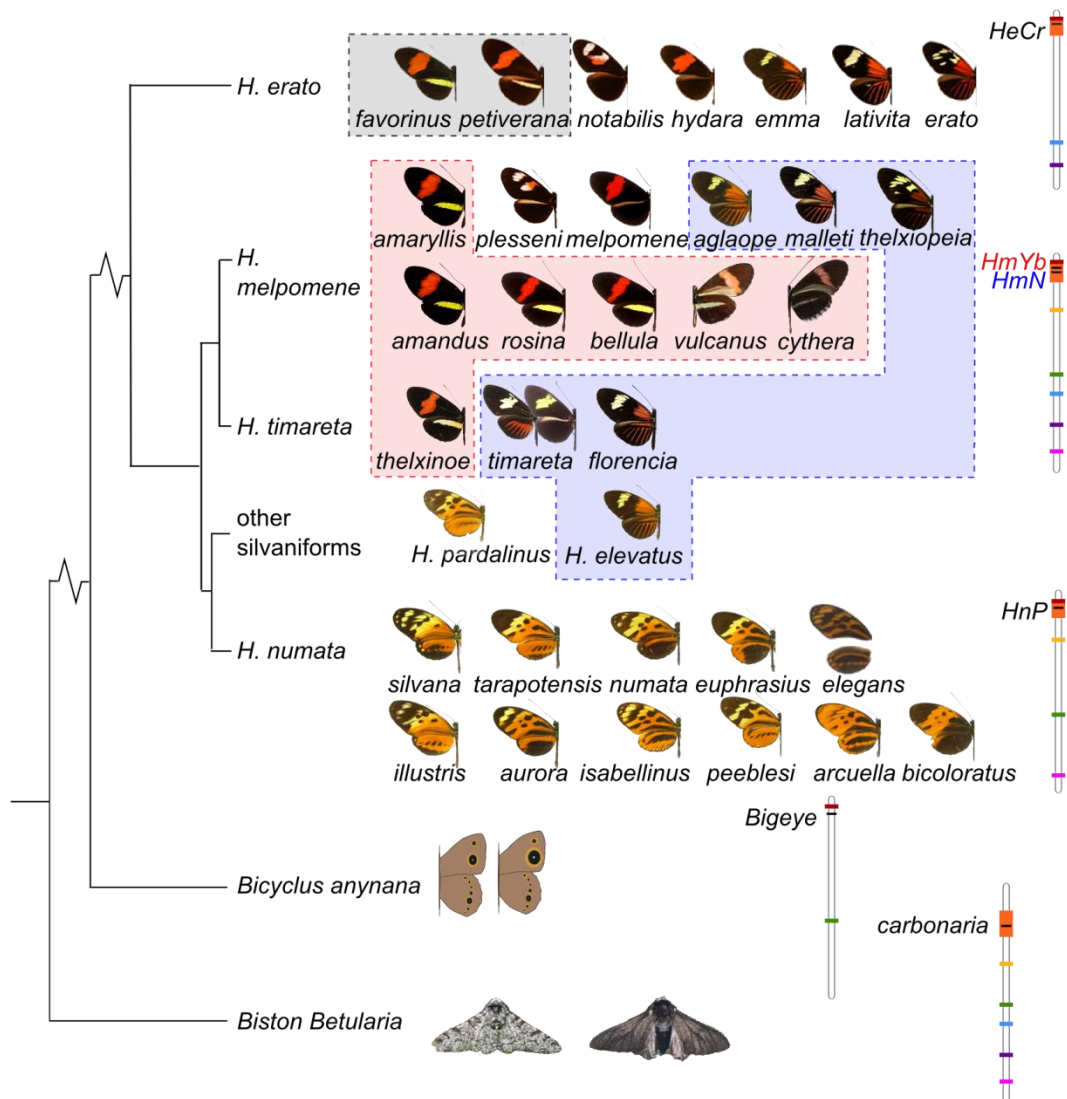 HeCr
H. erato
favorinus petiverana notabilis hydara emma lativita erato
amaryllis plesseni melpomene aglaope malleti thelxiopeia
H.
melpomene
HmYb
HmN
amandus rosina bellula vulcanus cythera
H. timareta
thelxinoe timareta florencia
other
silvaniforms
H. pardalinus H. elevatus
HnP
H. numata
silvana tarapotensis numata euphrasius elegans
illustris aurora isabellinus peeblesi arcuella bicoloratus
Bigeye
Bicyclus anynana
carbonaria
Biston Betularia